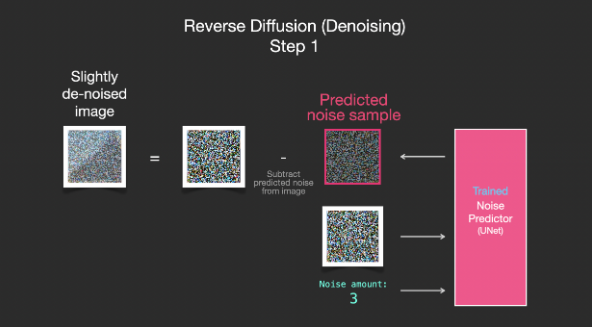 Reverse Diffusion (Denoising)
Step 1
Slightly
de-noised
image
=
-
Subtract
predicted noise
from image
Predicted
noise sample
Trained
Noise
Predictor
(UNet)
Noise amount:
3